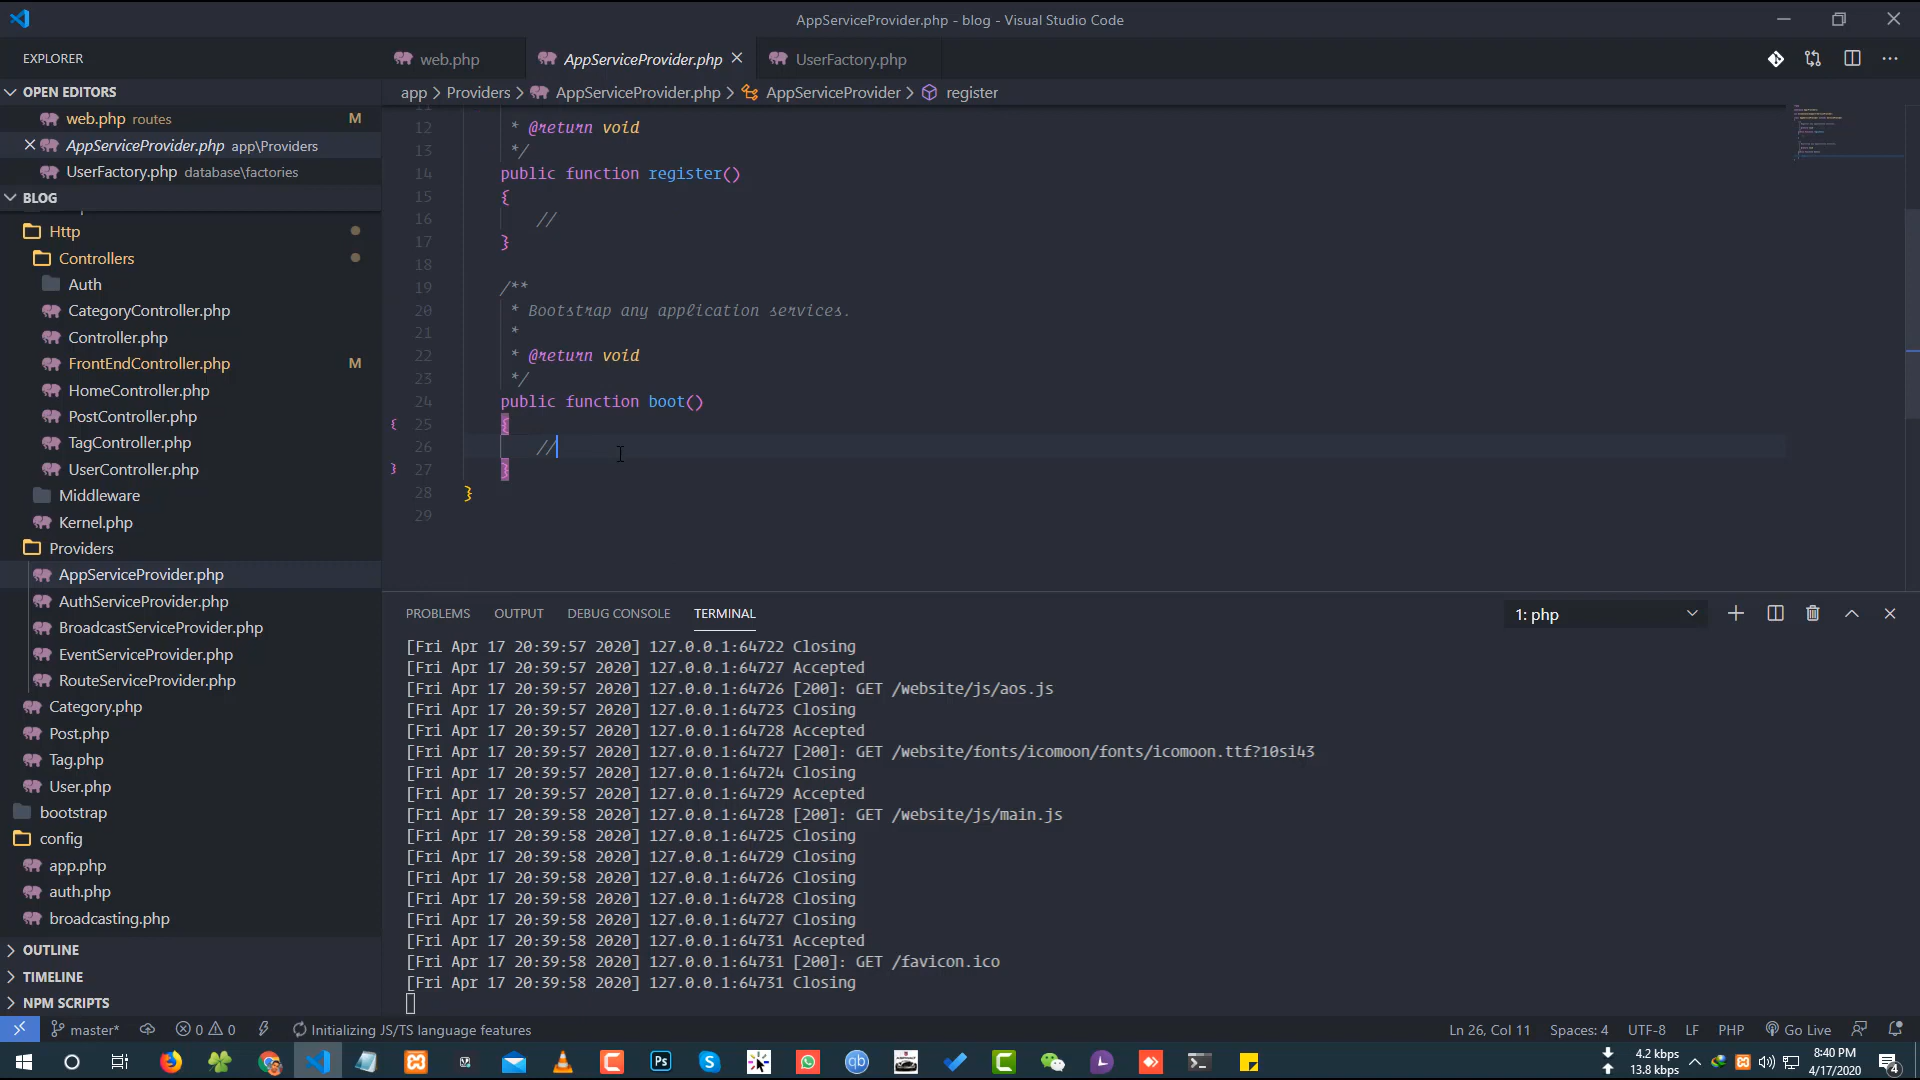 AppServiceProvider.php - blog - Visual Studio Code
EXPLORER
web.php
AppServiceProvider.php
UserFactory.php
OPEN EDITORS
web.php routes M
AppServiceProvider.php app\Providers
UserFactory.php database\factories
BLOG
Http
Controllers
Auth
CategoryController.php
Controller.php
FrontEndController.php M
HomeController.php
PostController.php
TagController.php
UserController.php
Middleware
Kernel.php
Providers
AppServiceProvider.php
AuthServiceProvider.php
BroadcastServiceProvider.php
EventServiceProvider.php
RouteServiceProvider.php
Category.php
Post.php
Tag.php
User.php
bootstrap
config
app.php
auth.php
broadcasting.php
OUTLINE
TIMELINE
NPM SCRIPTS
app > Providers > AppServiceProvider.php > AppServiceProvider > register
12 * @return void
13 */
14 public function register()
15 {
16 //
17 }
18
19 /**
20 * Bootstrap any application services.
21 *
22 * @return void
23 */
24 public function boot()
{ 25 {
26 //
} 27 }
28 }
29
PROBLEMS OUTPUT DEBUG CONSOLE TERMINAL 1: php
[Fri Apr 17 20:39:57 2020] 127.0.0.1:64722 Closing
[Fri Apr 17 20:39:57 2020] 127.0.0.1:64727 Accepted
[Fri Apr 17 20:39:57 2020] 127.0.0.1:64726 [200]: GET /website/js/aos.js
[Fri Apr 17 20:39:57 2020] 127.0.0.1:64723 Closing
[Fri Apr 17 20:39:57 2020] 127.0.0.1:64728 Accepted
[Fri Apr 17 20:39:57 2020] 127.0.0.1:64727 [200]: GET /website/fonts/icomoon/fonts/icomoon.ttf?10si43
[Fri Apr 17 20:39:57 2020] 127.0.0.1:64724 Closing
[Fri Apr 17 20:39:57 2020] 127.0.0.1:64729 Accepted
[Fri Apr 17 20:39:58 2020] 127.0.0.1:64728 [200]: GET /website/js/main.js
[Fri Apr 17 20:39:58 2020] 127.0.0.1:64725 Closing
[Fri Apr 17 20:39:58 2020] 127.0.0.1:64729 Closing
[Fri Apr 17 20:39:58 2020] 127.0.0.1:64726 Closing
[Fri Apr 17 20:39:58 2020] 127.0.0.1:64728 Closing
[Fri Apr 17 20:39:58 2020] 127.0.0.1:64727 Closing
[Fri Apr 17 20:39:58 2020] 127.0.0.1:64731 Accepted
[Fri Apr 17 20:39:58 2020] 127.0.0.1:64731 [200]: GET /favicon.ico
[Fri Apr 17 20:39:58 2020] 127.0.0.1:64731 Closing
master* 0 0 Initializing JS/TS language features Ln 26, Col 11 Spaces: 4 UTF-8 LF PHP Go Live
4.2 kbps
13.8 kbps
8:40 PM
4/17/2020
4